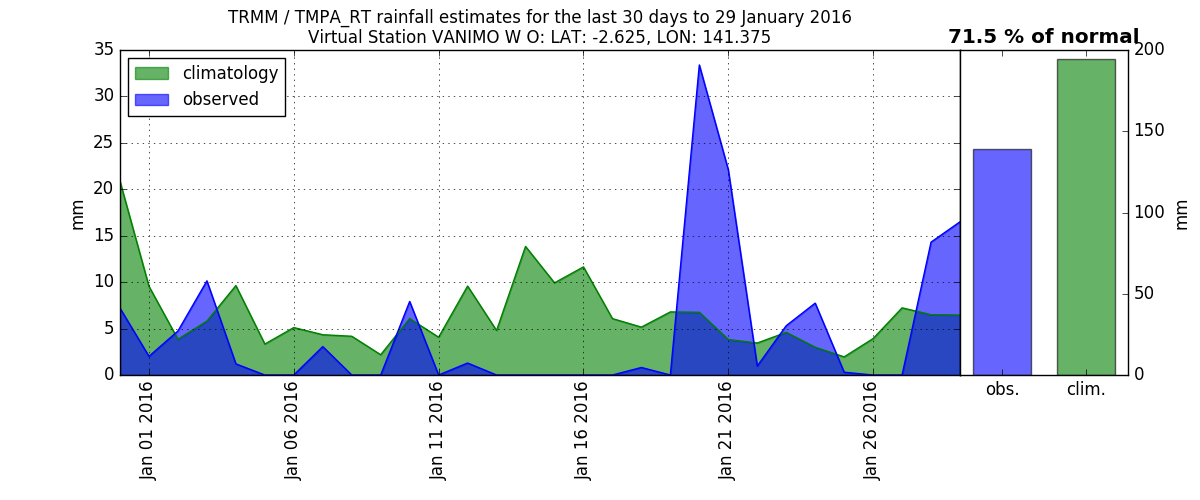 TRMM / TMPA_RT rainfall estimates for the last 30 days to 29 January 2016
Virtual Station VANIMO W O: LAT: -2.625, LON: 141.375
71.5 % of normal
climatology
observed
35
30
25
20
15
10
5
0
mm
Jan 01 2016
Jan 06 2016
Jan 11 2016
Jan 16 2016
Jan 21 2016
Jan 26 2016
200
150
100
50
0
mm
obs.
clim.